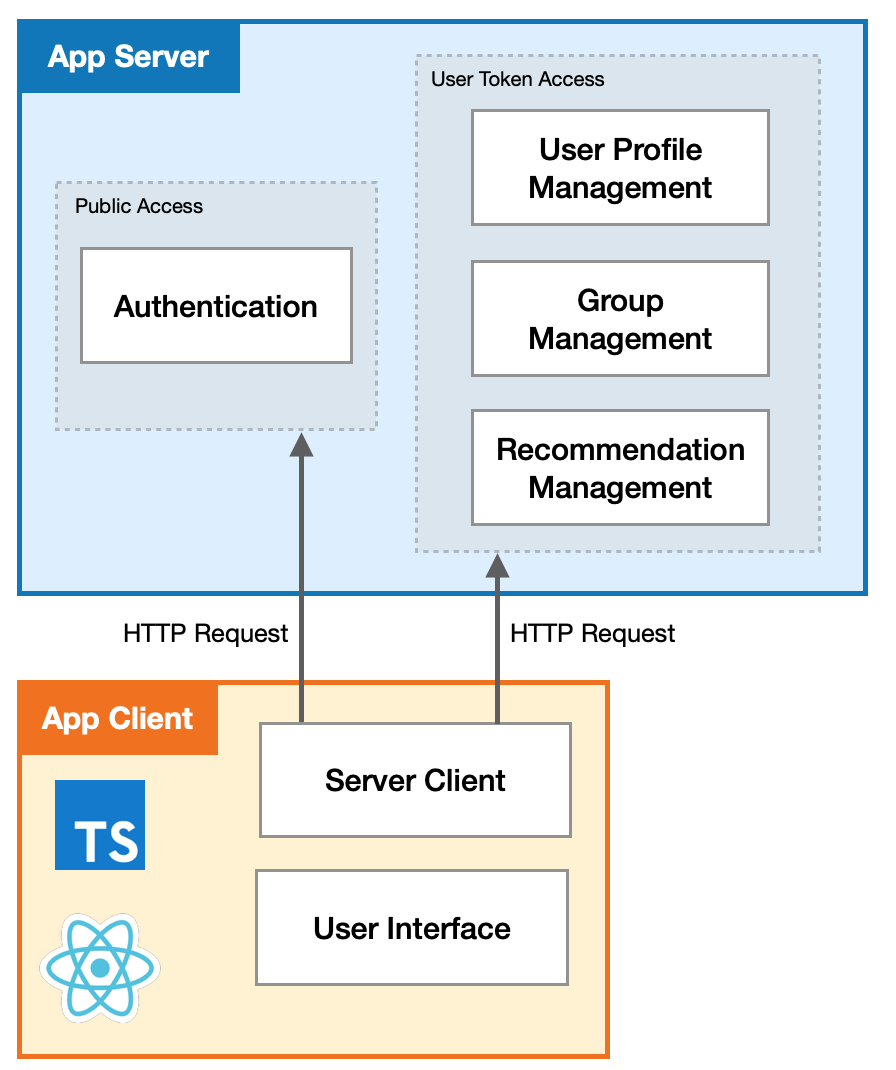 App Server
User Token Access
User Profile
Management
Public Access
Authentication
Group
Management
Recommendation
Management
HTTP Request
HTTP Request
App Client
Server Client
TS
User Interface